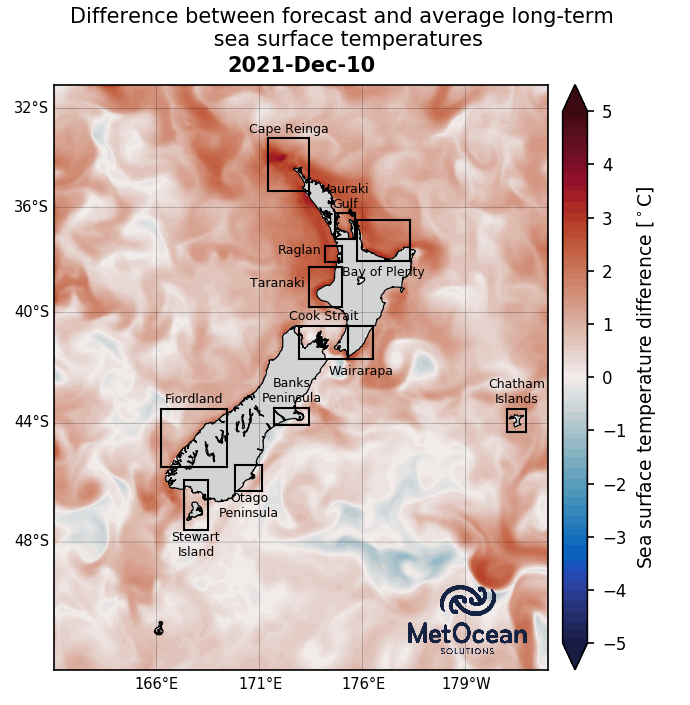 Difference between forecast and average long-term
sea surface temperatures
2021-Dec-10
32°S
36°S
40°S
44°S
48°S
Cape Reinga
Hauraki
Gulf
Raglan
Bay of Plenty
Taranaki
Cook Strait
Wairarapa
Banks
Peninsula
Fiordland
Chatham
Islands
Otago
Peninsula
Stewart
Island
MetOcean
SOLUTIONS
166°E
171°E
176°E
179°W
5
4
3
2
1
0
−1
−2
−3
−4
−5
Sea surface temperature difference [°C]